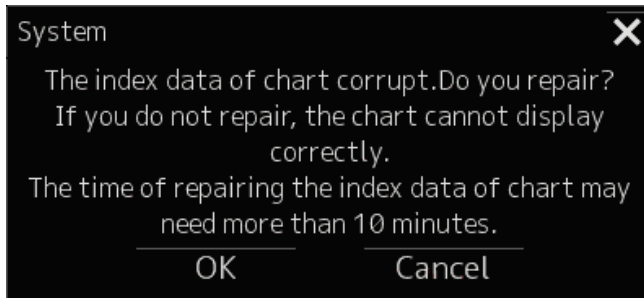 System
The index data of chart corrupt.Do you repair?
If you do not repair, the chart cannot display
correctly.
The time of repairing the index data of chart may
need more than 10 minutes.
OK Cancel